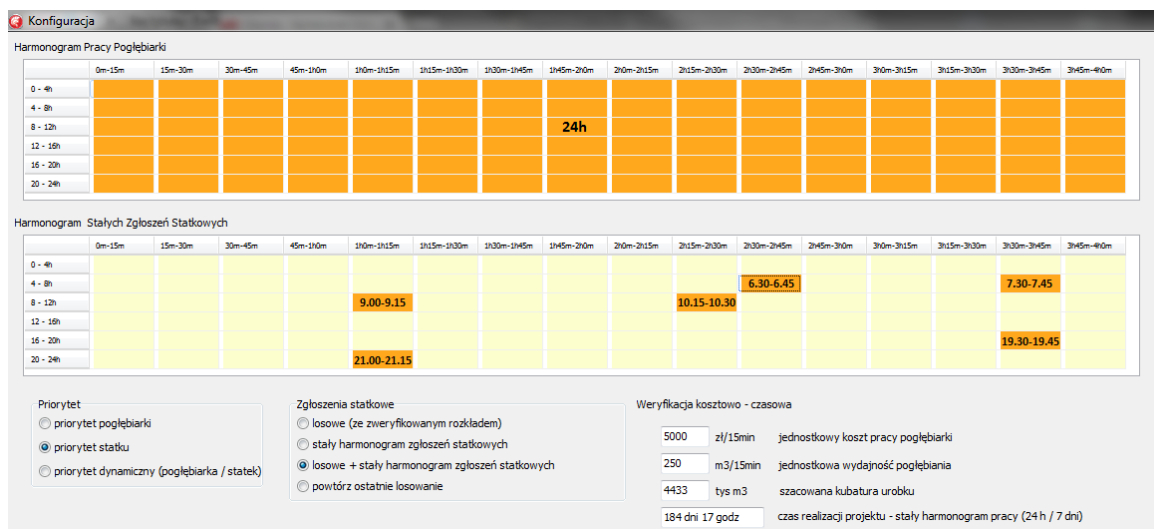 Konfiguracja
Harmonogram Pracy Pogłębiarki
0m-15m 15m-30m 30m-45m 45m-1h0m 1h0m-1h15m 1h15m-1h30m 1h30m-1h45m 1h45m-2h0m 2h0m-2h15m 2h15m-2h30m 2h30m-2h45m 2h45m-3h0m 3h0m-3h15m 3h15m-3h30m 3h30m-3h45m 3h45m-4h0m
0 - 4h
4 - 8h
8 - 12h 24h
12 - 16h
16 - 20h
20 - 24h
Harmonogram Stałych Zgłoszeń Statkowych
0m-15m 15m-30m 30m-45m 45m-1h0m 1h0m-1h15m 1h15m-1h30m 1h30m-1h45m 1h45m-2h0m 2h0m-2h15m 2h15m-2h30m 2h30m-2h45m 2h45m-3h0m 3h0m-3h15m 3h15m-3h30m 3h30m-3h45m 3h45m-4h0m
0 - 4h
4 - 8h 6.30-6.45 7.30-7.45
8 - 12h 9.00-9.15 10.15-10.30
12 - 16h
16 - 20h 19.30-19.45
20 - 24h 21.00-21.15
Priorytet
priorytet pogłębiarki
priorytet statku
priorytet dynamiczny (pogłębiarka / statek)
Zgłoszenia statkowe
losowe (ze zweryfikowanym rozkładem)
stały harmonogram zgłoszeń statkowych
losowe + stały harmonogram zgłoszeń statkowych
powtórz ostatnie losowanie
Weryfikacja kosztowo - czasowa
5000 zł/15min jednostkowy koszt pracy pogłębiarki
250 m3/15min jednostkowa wydajność pogłębiania
4433 tys m3 szacowana kubatura urobku
184 dni 17 godz czas realizacji projektu - stały harmonogram pracy (24 h / 7 dni)